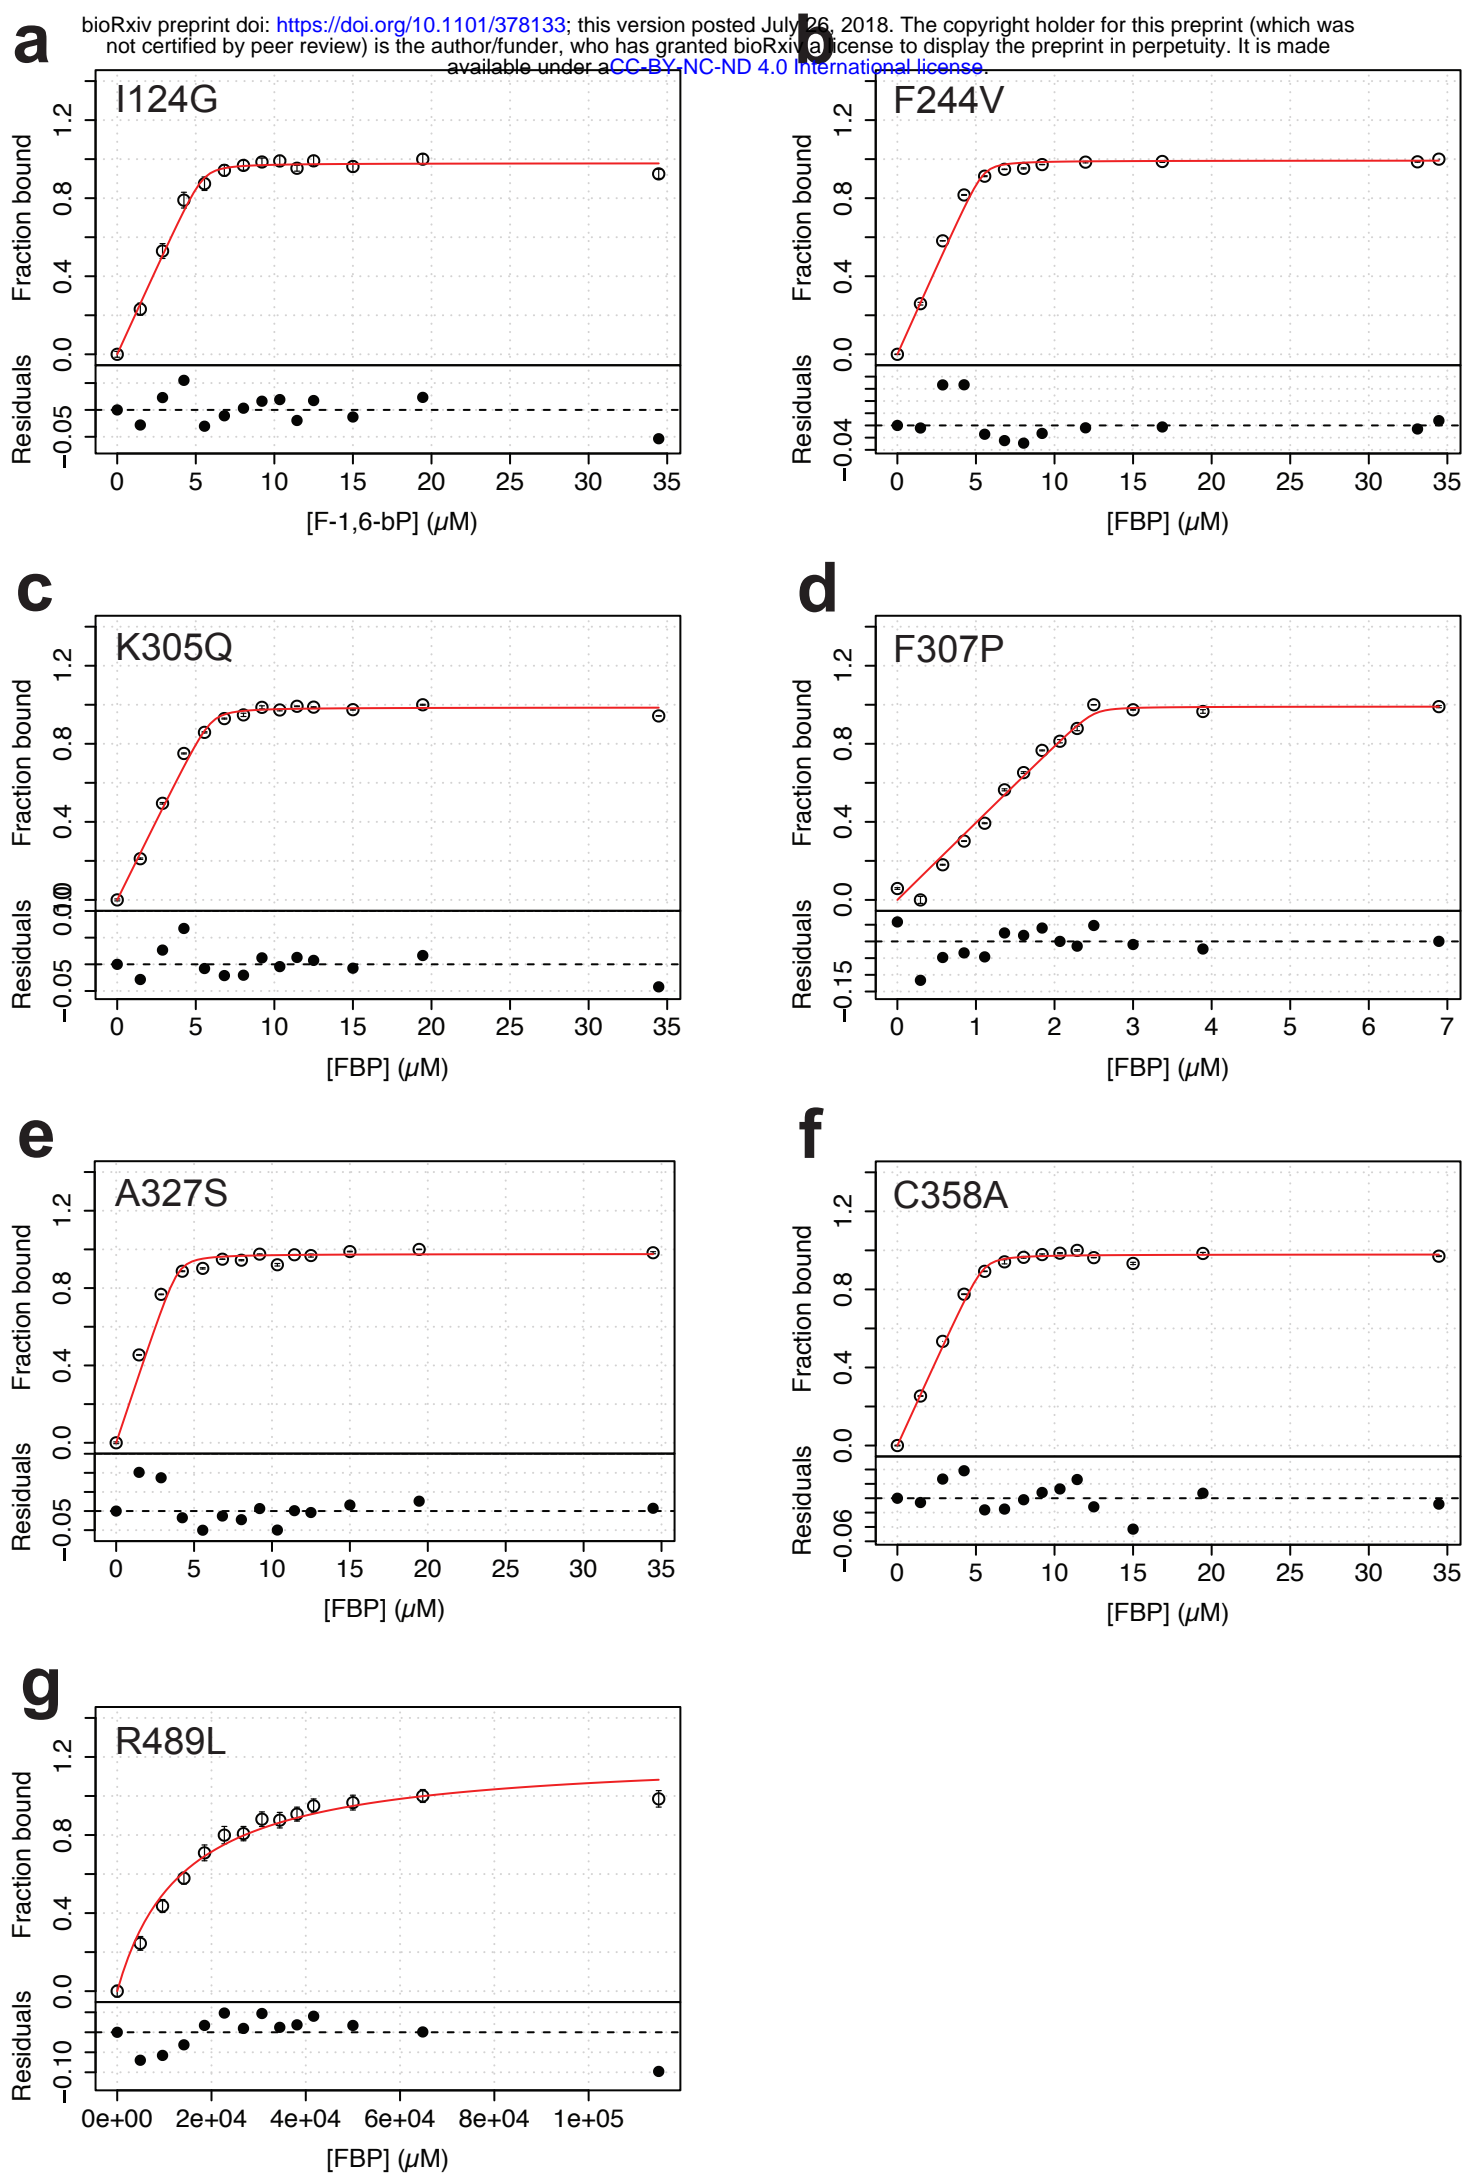 bioRxiv preprint doi: https://doi.org/10.1101/378133; this version posted July 26, 2018. The copyright holder for this preprint (which was
not certified by peer review) is the author/funder, who has granted bioRxiv a license to display the preprint in perpetuity. It is made
available under aCC-BY-NC-ND 4.0 International license.
a
I124G
Fraction bound
0.0 0.4 0.8 1.2
Residuals
−0.05
0 5 10 15 20 25 30 35
[F-1,6-bP] (μM)
b
F244V
Fraction bound
0.0 0.4 0.8 1.2
Residuals
−0.04
0 5 10 15 20 25 30 35
[FBP] (μM)
c
K305Q
Fraction bound
0.0 0.4 0.8 1.2
Residuals
−0.05
0 5 10 15 20 25 30 35
[FBP] (μM)
d
F307P
Fraction bound
0.0 0.4 0.8 1.2
Residuals
−0.15
0 1 2 3 4 5 6 7
[FBP] (μM)
e
A327S
Fraction bound
0.0 0.4 0.8 1.2
Residuals
−0.05
0 5 10 15 20 25 30 35
[FBP] (μM)
f
C358A
Fraction bound
0.0 0.4 0.8 1.2
Residuals
−0.06
0 5 10 15 20 25 30 35
[FBP] (μM)
g
R489L
Fraction bound
0.0 0.4 0.8 1.2
Residuals
−0.10
0e+00 2e+04 4e+04 6e+04 8e+04 1e+05
[FBP] (μM)